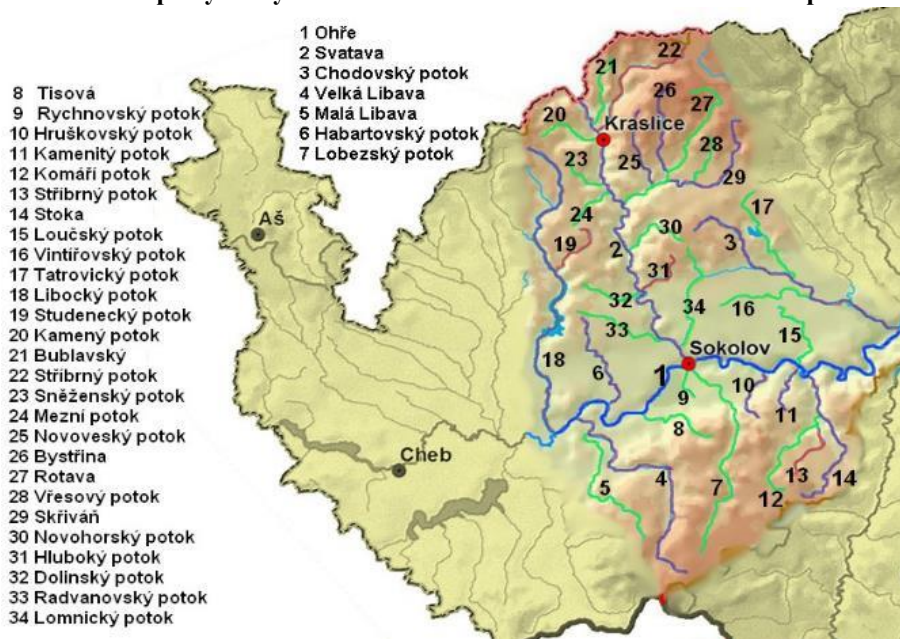 1 Ohře
2 Svatava
3 Chodovský potok
4 Velká Libava
5 Malá Libava
6 Habartovský potok
7 Lobezský potok
8 Tisová
9 Rychnovský potok
10 Hruškovský potok
11 Kamenitý potok
12 Komáří potok
13 Stříbrný potok
14 Stoka
15 Loučský potok
16 Vintířovský potok
17 Tatrovický potok
18 Libocký potok
19 Studenecký potok
20 Kamený potok
21 Bublavský
22 Stříbrný potok
23 Sněženský potok
24 Mezní potok
25 Novoveský potok
26 Bystřina
27 Rotava
28 Vřesový potok
29 Skřiváň
30 Novohorský potok
31 Hluboký potok
32 Dolinský potok
33 Radvanovský potok
34 Lomnický potok
22
21
26
27
20
Kraslice
28
23
25
29
24
17
Aš
30
19
2
3
31
32
34
16
33
15
Sokolov
18
6
1
10
9
11
8
Cheb
5
4
7
12
13
14